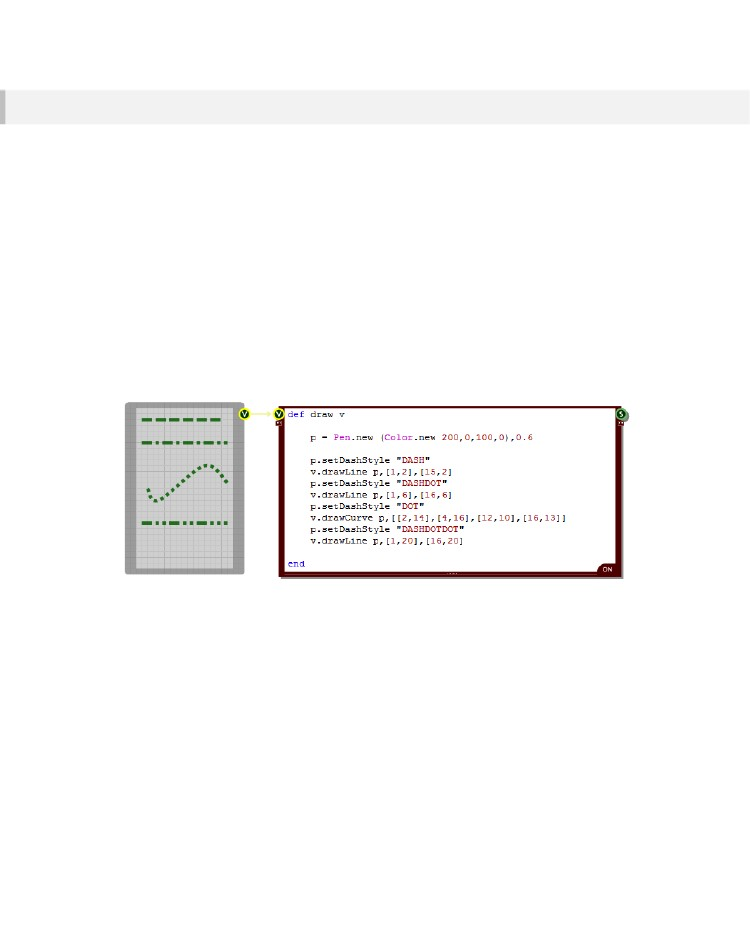 V
V
S
def draw v
p = Pen.new (Color.new 200,0,100,0),0.6
p.setDashStyle "DASH"
v.drawLine p,[1,2],[15,2]
p.setDashStyle "DASHDOT"
v.drawLine p,[1,6],[16,6]
p.setDashStyle "DOT"
v.drawCurve p,[[2,14],[4,16],[12,10],[16,13]]
p.setDashStyle "DASHDOTDOT"
v.drawLine p,[1,20],[16,20]
end
ON